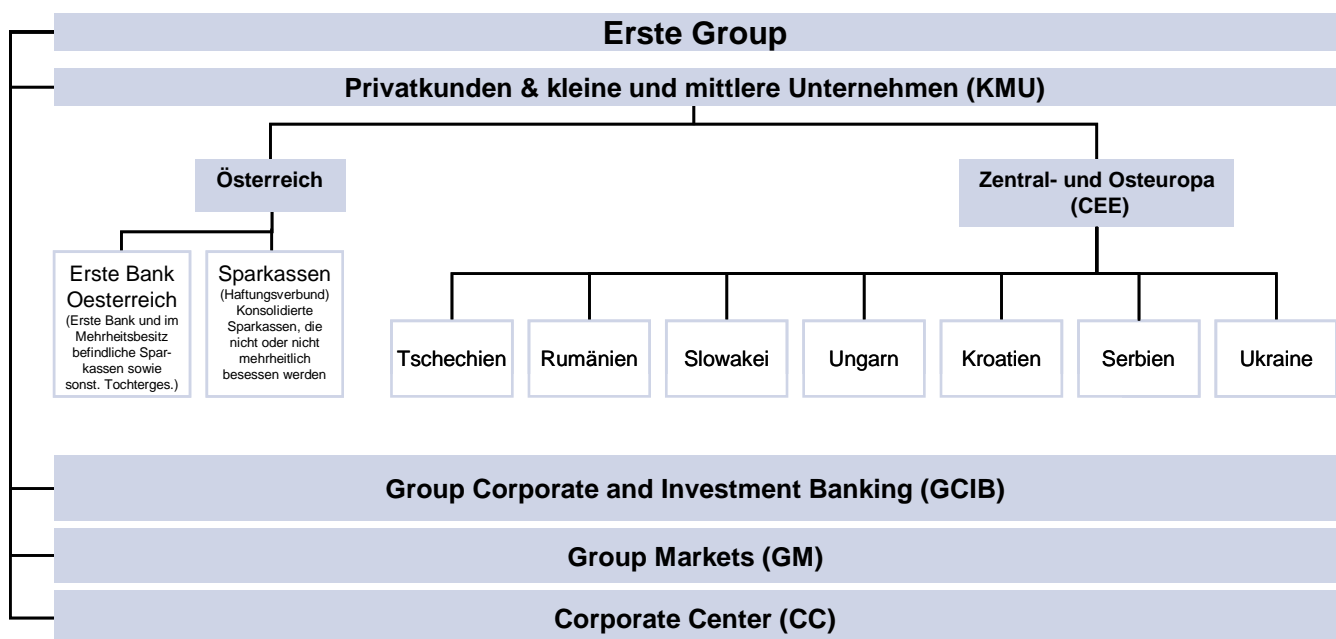 Erste Group
Privatkunden & kleine und mittlere Unternehmen (KMU)
Österreich
Zentral- und Osteuropa
(CEE)
Erste Bank
Oesterreich
(Erste Bank und im
Mehrheitsbesitz
befindliche Spar-
kassen sowie
sonst. Tochterges.)
Sparkassen
(Haftungsverbund)
Konsolidierte
Sparkassen, die
nicht oder nicht
mehrheitlich
besessen werden
Tschechien
Rumänien
Slowakei
Ungarn
Kroatien
Serbien
Ukraine
Group Corporate and Investment Banking (GCIB)
Group Markets (GM)
Corporate Center (CC)